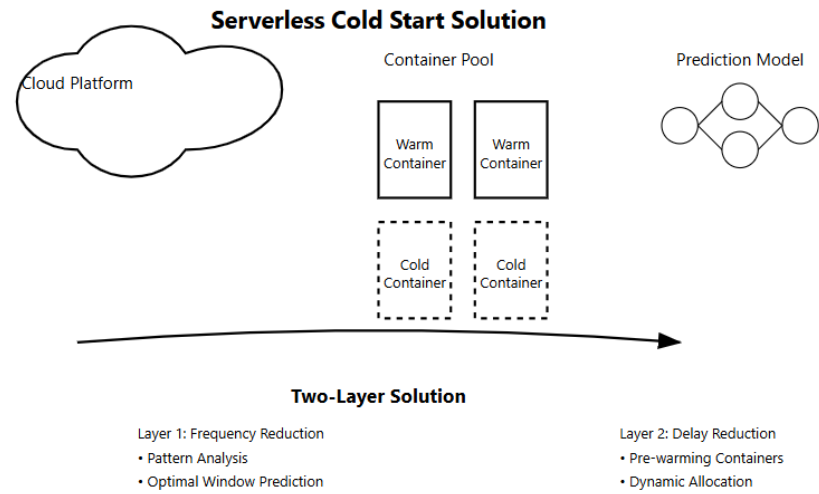 Serverless Cold Start Solution
Cloud Platform
Container Pool
Prediction Model
Warm
Container
Warm
Container
Cold
Container
Cold
Container
Two-Layer Solution
Layer 1: Frequency Reduction
• Pattern Analysis
• Optimal Window Prediction
Layer 2: Delay Reduction
• Pre-warming Containers
• Dynamic Allocation